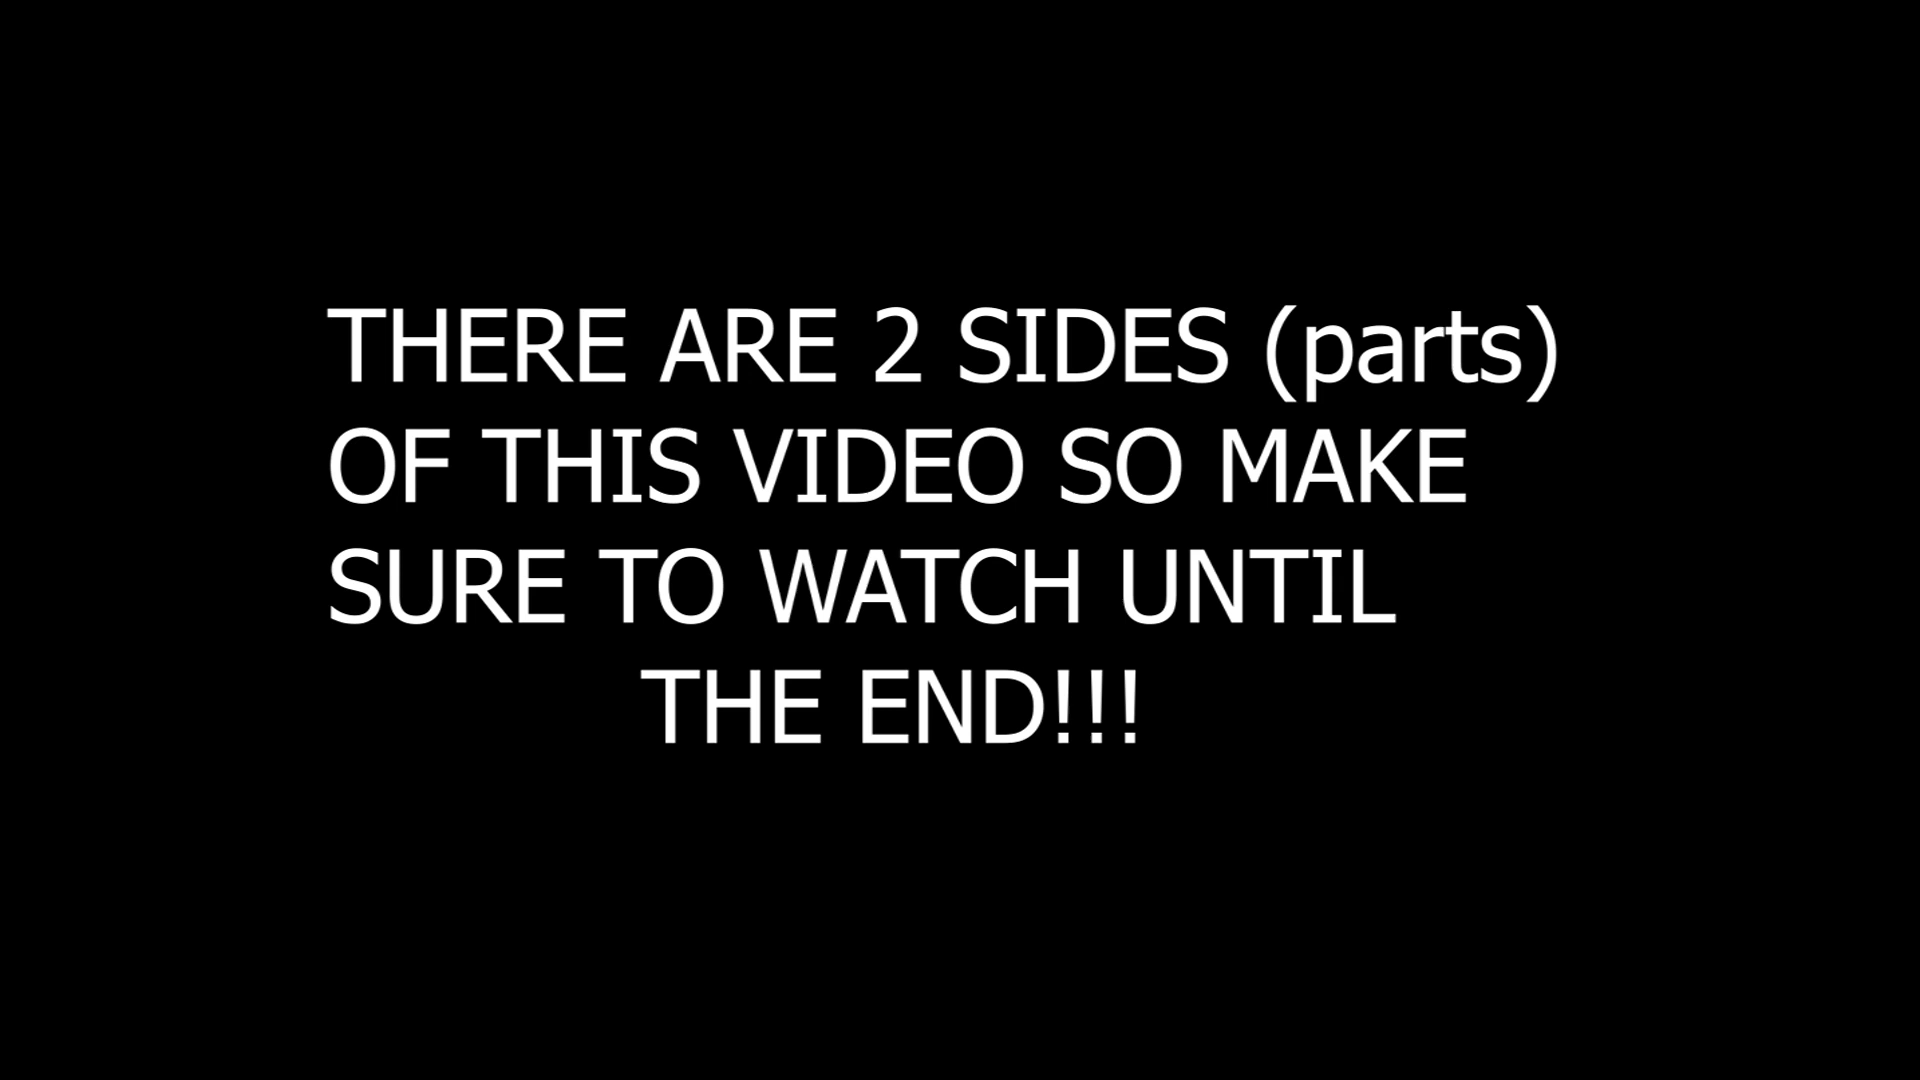 THERE ARE 2 SIDES (parts)
OF THIS VIDEO SO MAKE
SURE TO WATCH UNTIL
THE END!!!